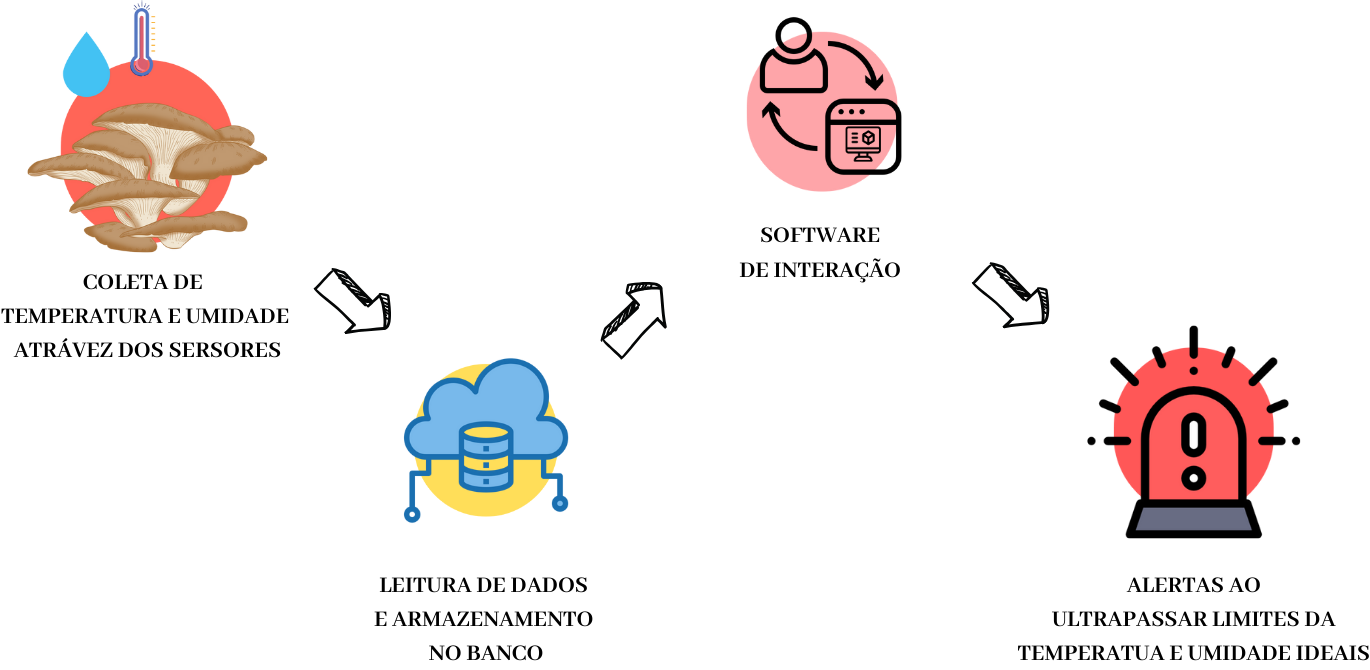 COLETA DE
TEMPERATURA E UMIDADE
ATRÁVEZ DOS SERSORES
LEITURA DE DADOS
E ARMAZENAMENTO
NO BANCO
SOFTWARE
DE INTERAÇÃO
ALERTAS AO
ULTRAPASSAR LIMITES DA
TEMPERATUA E UMIDADE IDEAIS